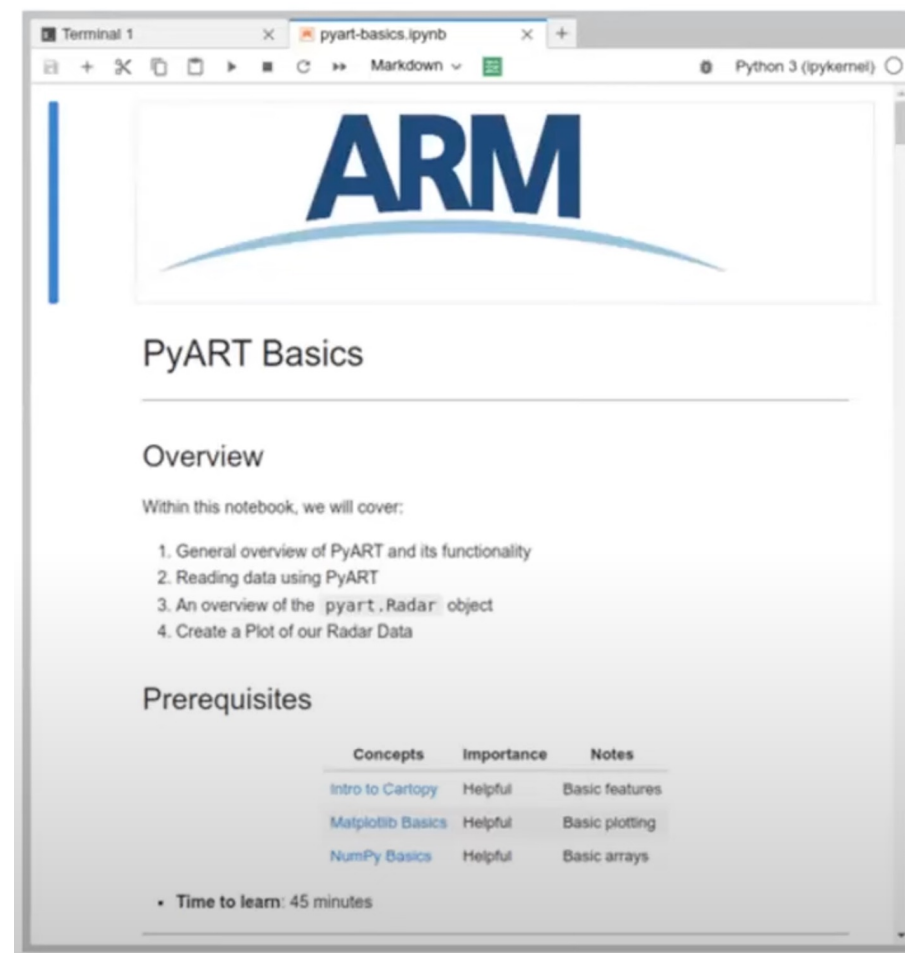 Terminal 1
pyart-basics.ipynb
Markdown
Python 3 (ipykernel)
ARM
PyART Basics
Overview
Within this notebook, we will cover:
1. General overview of PyART and its functionality
2. Reading data using PyART
3. An overview of the pyart.Radar object
4. Create a Plot of our Radar Data
Prerequisites
Concepts Importance Notes
Intro to Cartopy Helpful Basic features
Matplotlib Basics Helpful Basic plotting
NumPy Basics Helpful Basic arrays
• Time to learn: 45 minutes